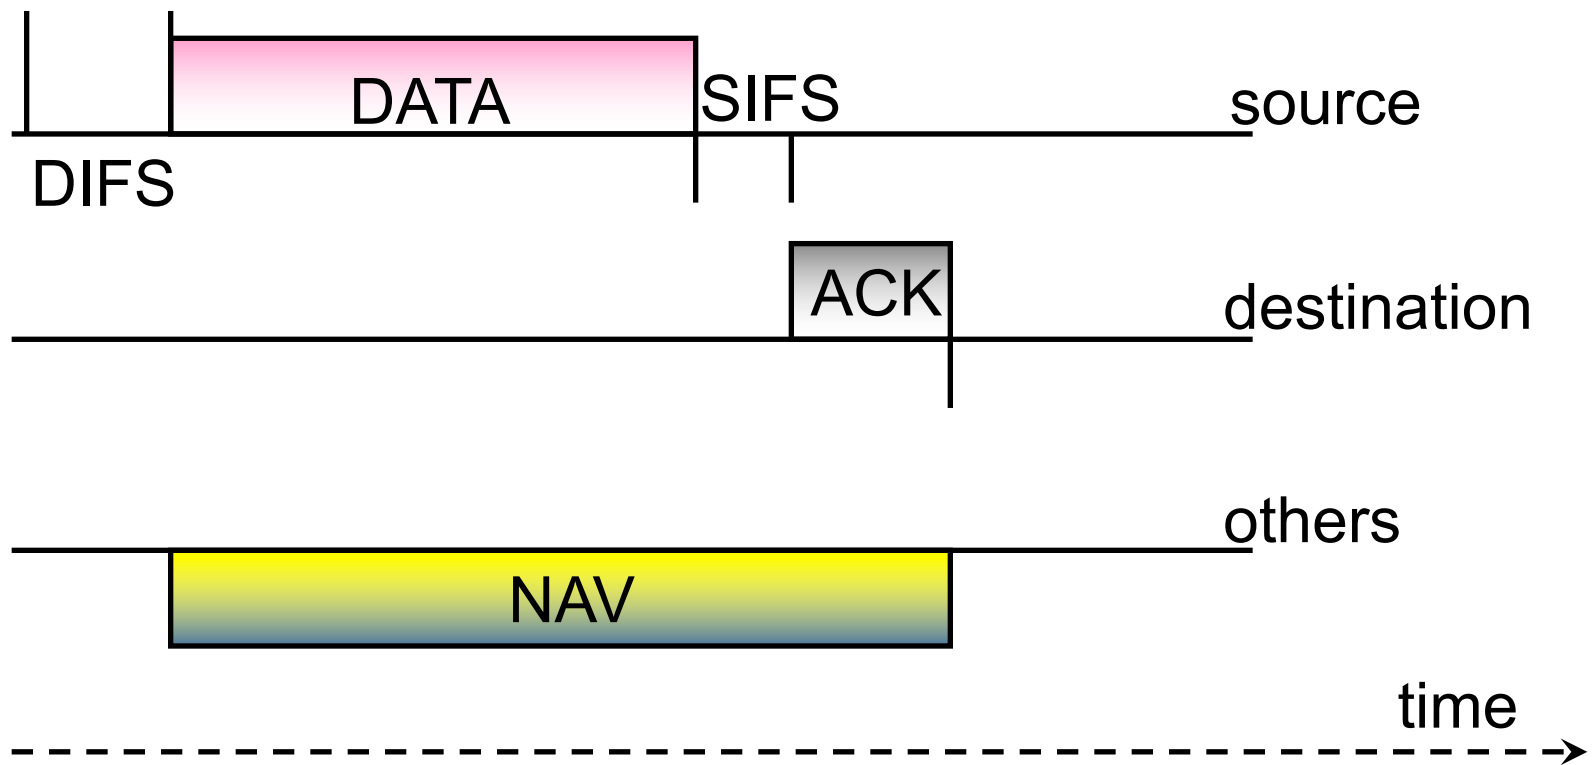 DATA
SIFS
source
DIFS
ACK
destination
others
NAV
time